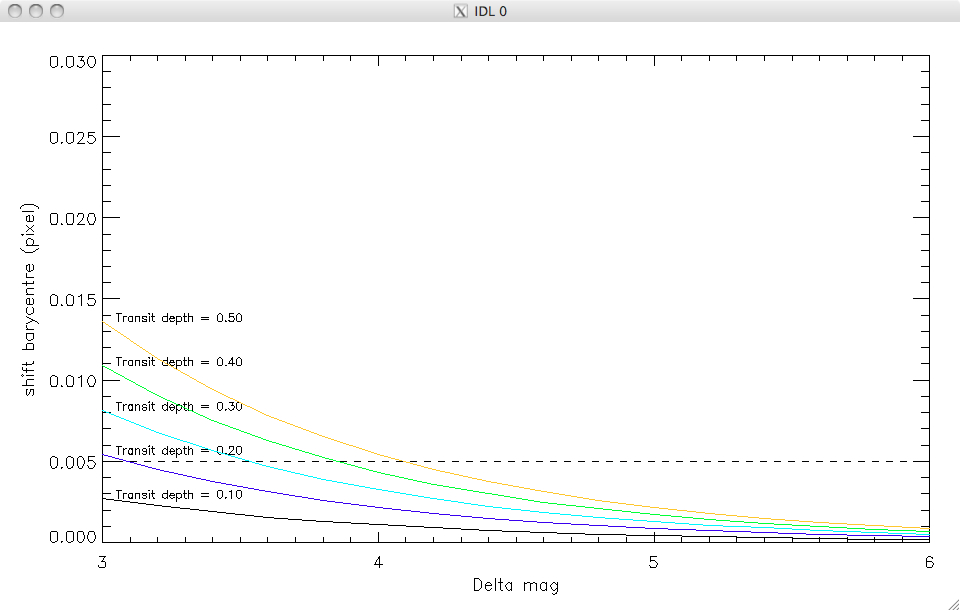 X IDL 0
0.030
0.025
0.020
0.015
0.010
0.005
0.000
shift barycentre (pixel)
Transit depth = 0.50
Transit depth = 0.40
Transit depth = 0.30
Transit depth = 0.20
Transit depth = 0.10
3 4 5 6
Delta mag